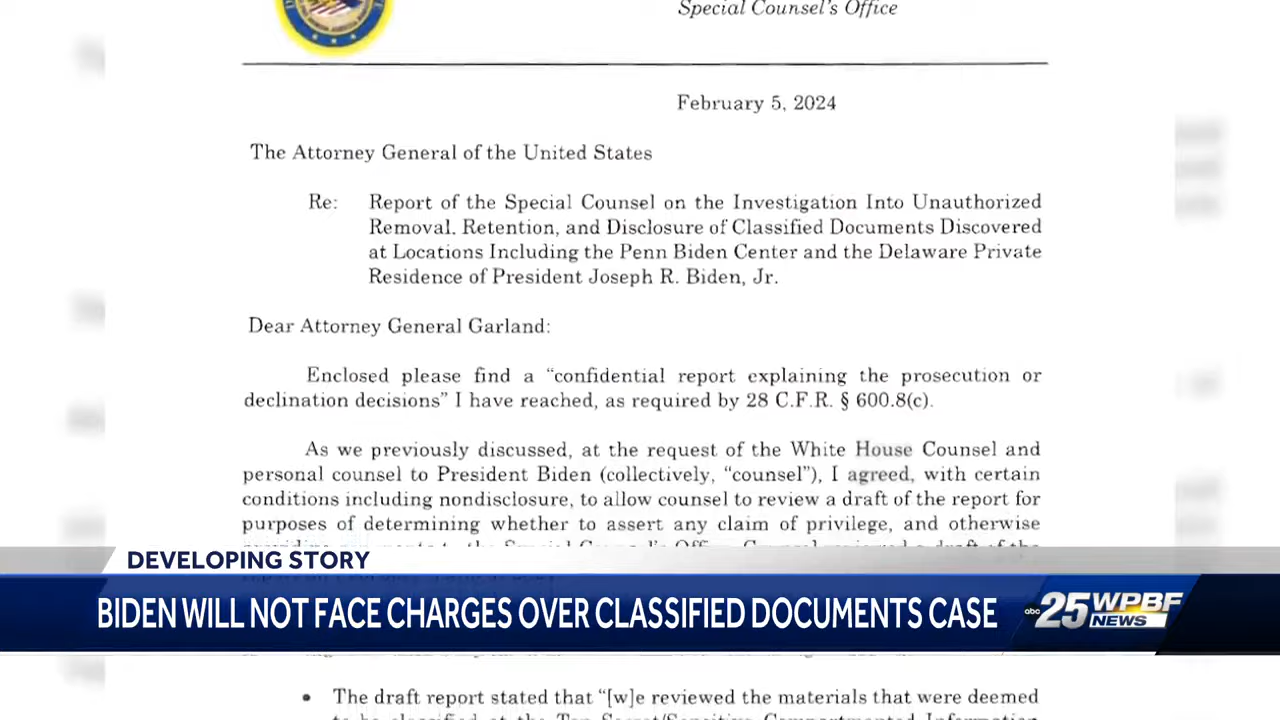 Special Counsel's Office
February 5, 2024
The Attorney General of the United States
Re: Report of the Special Counsel on the Investigation Into Unauthorized
Removal, Retention, and Disclosure of Classified Documents Discovered
at Locations Including the Penn Biden Center and the Delaware Private
Residence of President Joseph R. Biden, Jr.
Dear Attorney General Garland:
Enclosed please find a “confidential report explaining the prosecution or
declination decisions” I have reached, as required by 28 C.F.R. § 600.8(c).
As we previously discussed, at the request of the White House Counsel and
personal counsel to President Biden (collectively, “counsel”), I agreed, with certain
conditions including nondisclosure, to allow counsel to review a draft of the report for
purposes of determining whether to assert any claim of privilege, and otherwise
DEVELOPING STORY
BIDEN WILL NOT FACE CHARGES OVER CLASSIFIED DOCUMENTS CASE
abc 25 WPBF
NEWS
• The draft report stated that “[w]e reviewed the materials that were deemed